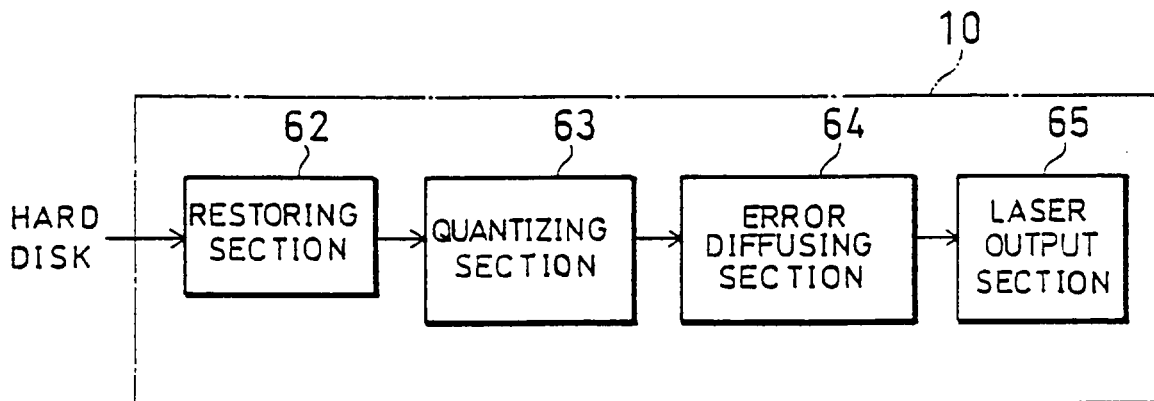 10
62
63
64
65
HARD
DISK
RESTORING
SECTION
QUANTIZING
SECTION
ERROR
DIFFUSING
SECTION
LASER
OUTPUT
SECTION